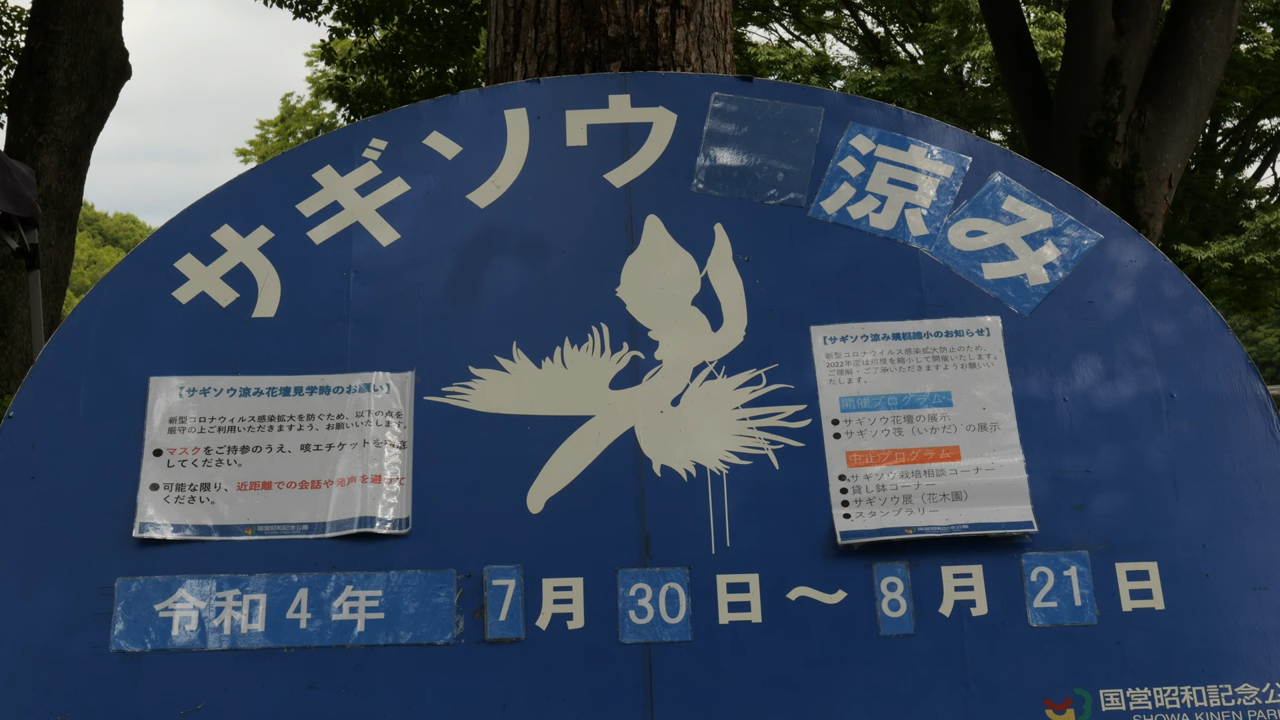 サギソウ 涼み
【サギソウ涼み花壇見学時のお願い】
新型コロナウィルス感染拡大を防ぐため、以下の点を
厳守の上ご利用いただきますよう、お願いいたします。
●マスクをご持参のうえ、咳エチケットを
してください。
●可能な限り、近距離での会話や発声を避けて
ください。
国営昭和記念公園
【サギソウ涼み規模縮小のお知らせ】
新型コロナウイルス感染拡大防止のため、
2022年度は規模を縮小して開催いたします。
ご理解・ご了承いただきますようお願いい
たします。
開催プログラム
●サギソウ花壇の展示
●サギソウ筏（いかだ）の展示
中止プログラム
●サギソウ栽培相談コーナー
●貸し鉢コーナー
●サギソウ展（花木園）
●スタンプラリー
国営昭和記念公園
令和4年 7月30日～8月21日
国営昭和記念公
SHOWA KINEN PARK